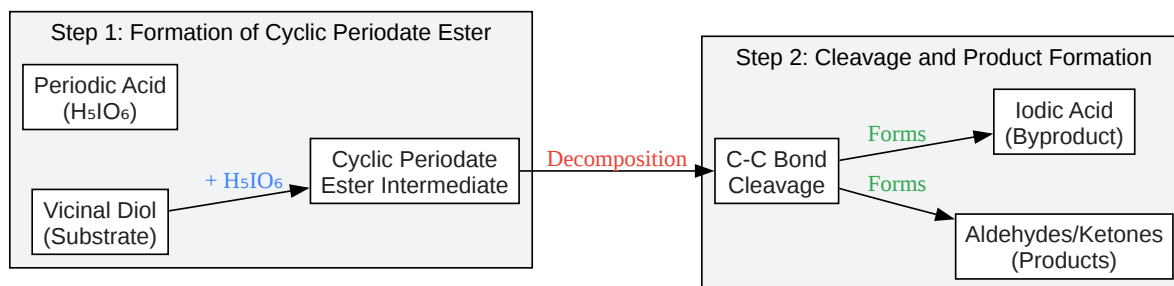 Step 1: Formation of Cyclic Periodate Ester
Periodic Acid
(H₅IO₆)
Vicinal Diol
(Substrate)
+ H₅IO₆
Cyclic Periodate
Ester Intermediate
Decomposition
Step 2: Cleavage and Product Formation
C-C Bond
Cleavage
Forms
Iodic Acid
(Byproduct)
Forms
Aldehydes/Ketones
(Products)